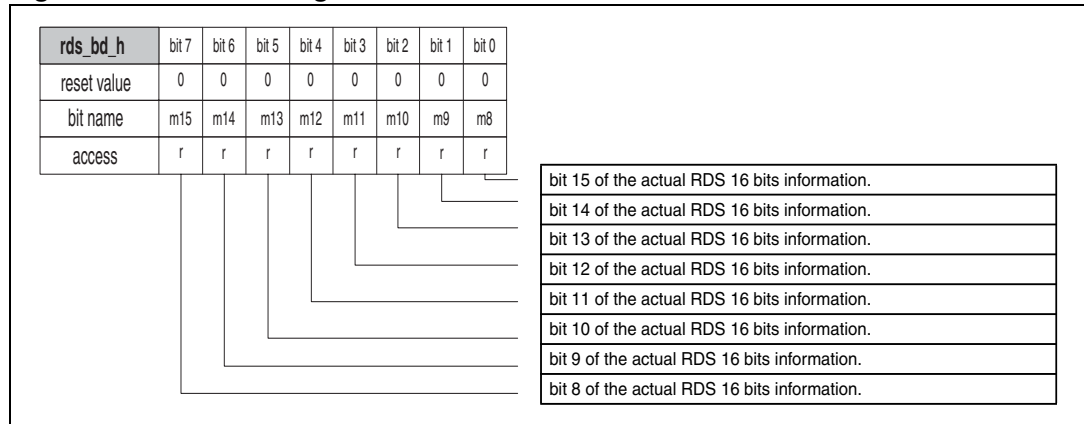 rds_bd_h bit 7 bit 6 bit 5 bit 4 bit 3 bit 2 bit 1 bit 0
reset value 0 0 0 0 0 0 0 0
bit name m15 m14 m13 m12 m11 m10 m9 m8
access r r r r r r r r
bit 15 of the actual RDS 16 bits information.
bit 14 of the actual RDS 16 bits information.
bit 13 of the actual RDS 16 bits information.
bit 12 of the actual RDS 16 bits information.
bit 11 of the actual RDS 16 bits information.
bit 10 of the actual RDS 16 bits information.
bit 9 of the actual RDS 16 bits information.
bit 8 of the actual RDS 16 bits information.